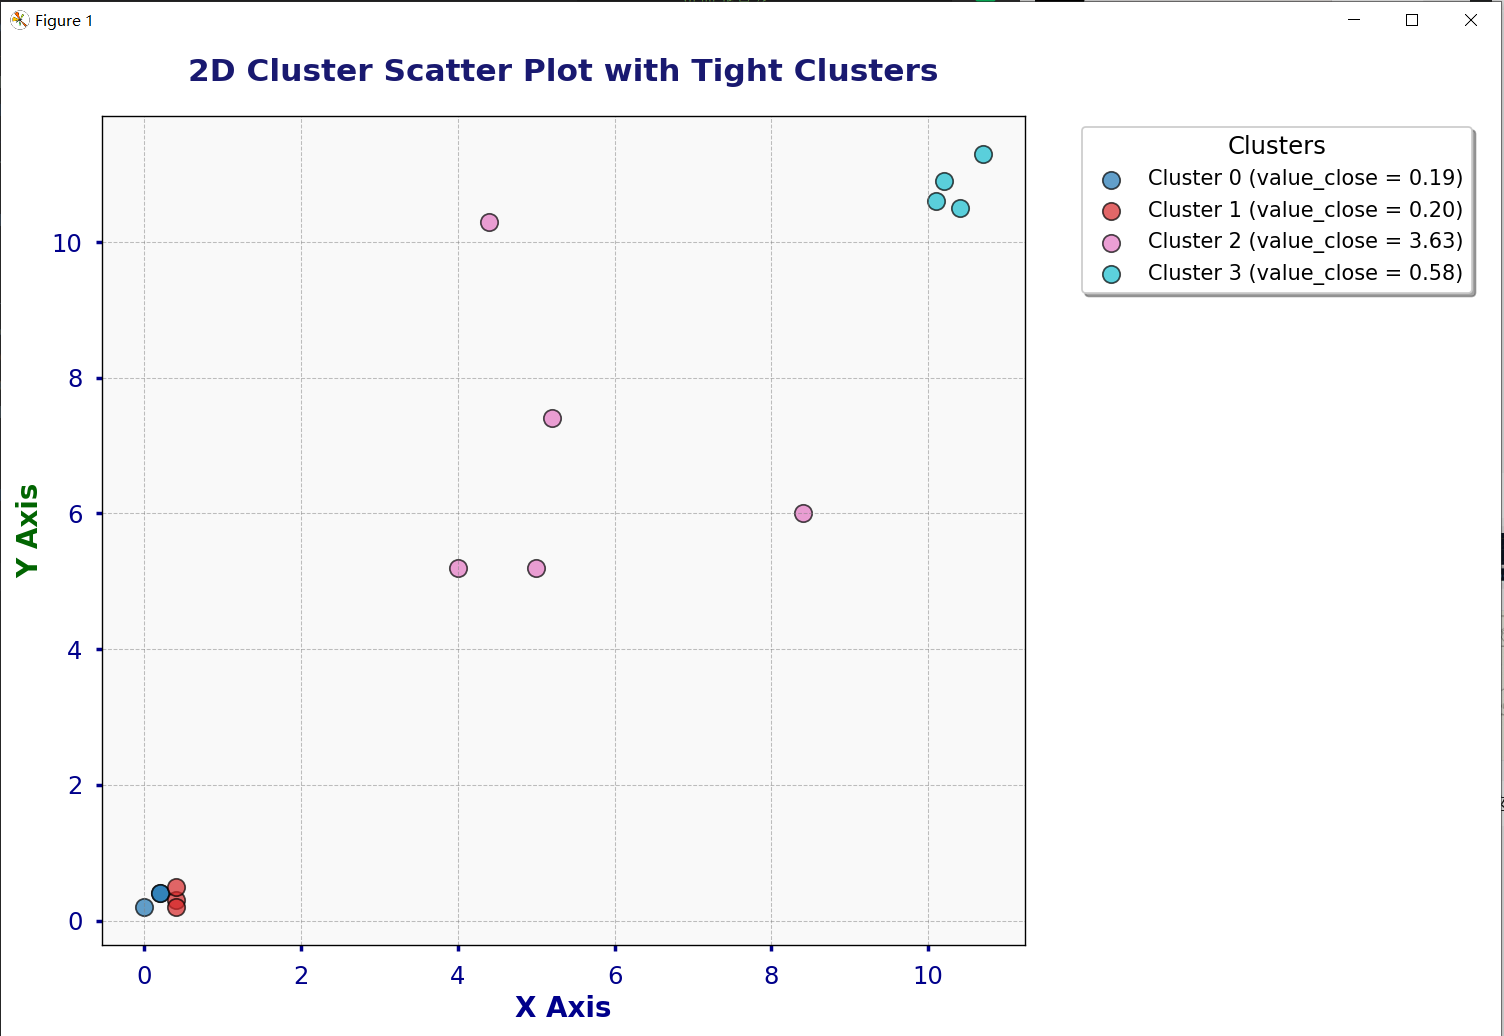 Figure 1
2D Cluster Scatter Plot with Tight Clusters
Clusters
Cluster 0 (value_close = 0.19)
Cluster 1 (value_close = 0.20)
Cluster 2 (value_close = 3.63)
Cluster 3 (value_close = 0.58)
Y Axis
10
8
6
4
2
0
0 2 4 6 8 10
X Axis